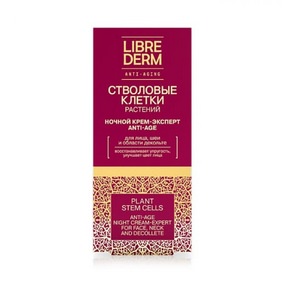 LIBRE
DERM
ANTI-AGING
СТВОЛОВЫЕ
КЛЕТКИ
РАСТЕНИЙ
НОЧНОЙ КРЕМ-ЭКСПЕРТ
ANTI-AGE
для лица, шеи
и области декольте
восстанавливает упругость,
улучшает цвет лица
PLANT
STEM CELLS
ANTI-AGE
NIGHT CREAM-EXPERT
FOR FACE, NECK
AND DECOLLETE